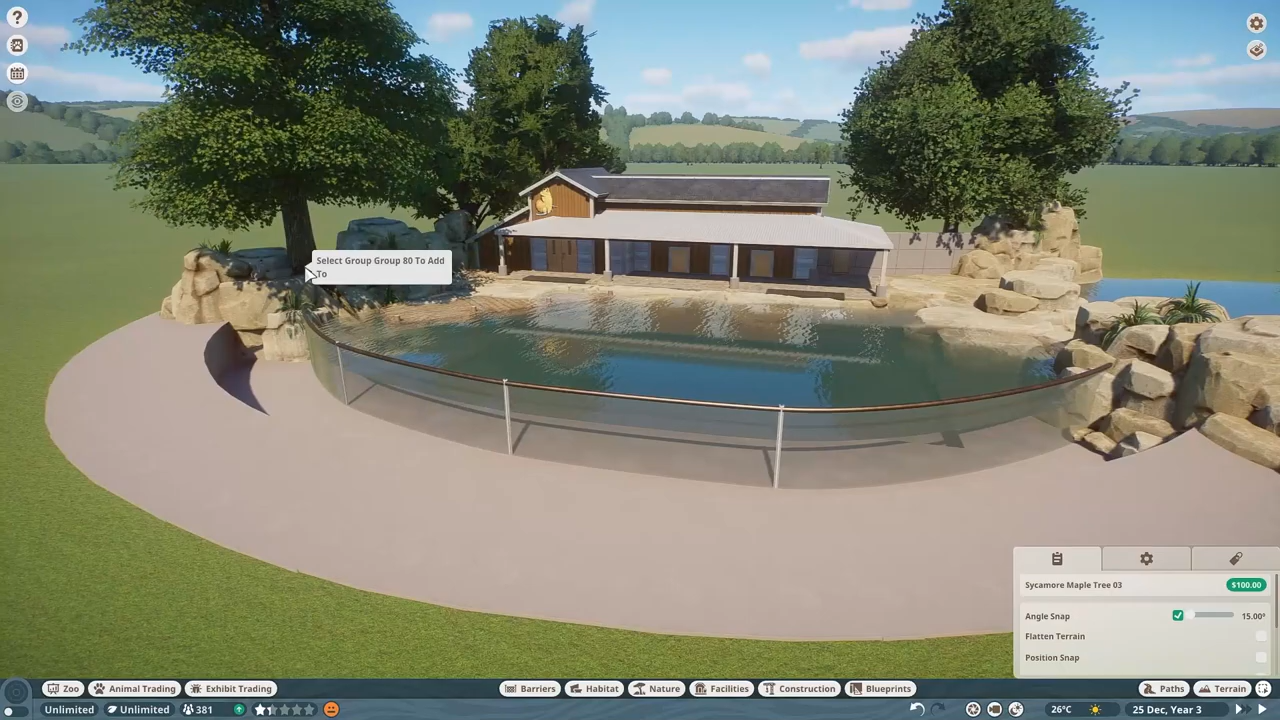 ?
Select Group Group 80 To Add
To
Sycamore Maple Tree 03
$100.00
Angle Snap
15.00°
Flatten Terrain
Position Snap
Zoo
Animal Trading
Exhibit Trading
Barriers
Habitat
Nature
Facilities
Construction
Blueprints
Paths
Terrain
Unlimited
Unlimited
381
26°C
25 Dec, Year 3